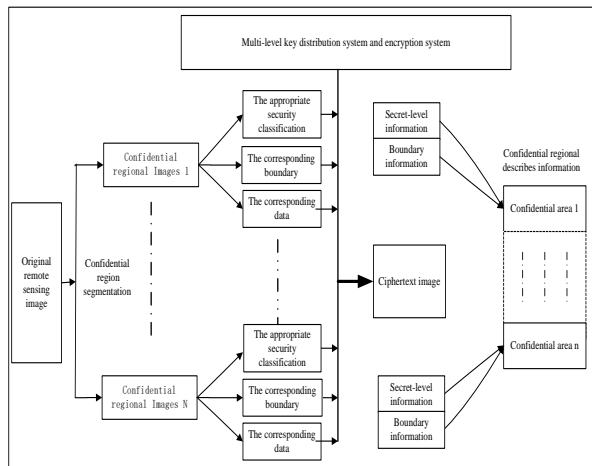 Multi-level key distribution system and encryption system
The appropriate
security
classification
Confidential
regional Images 1
The corresponding
boundary
The corresponding
data
Original
remote
sensing
image
Confidential
region
segmentation
The appropriate
security
classification
Confidential
regional Images N
The corresponding
boundary
The corresponding
data
Ciphertext image
Secret-level
information
Boundary
information
Confidential regional
describes information
Confidential area 1
Confidential area n
Secret-level
information
Boundary
information